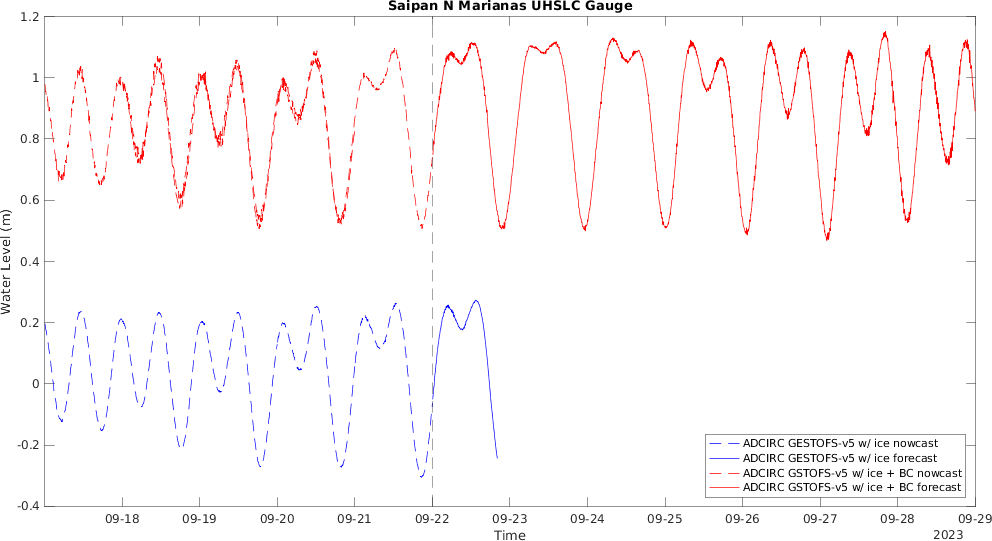 Saipan N Marianas UHSLC Gauge
Water Level (m)
1.2
1
0.8
0.6
0.4
0.2
0
-0.2
-0.4
ADCIRC GESTOFS-v5 w/ ice nowcast
ADCIRC GESTOFS-v5 w/ ice forecast
ADCIRC GSTOFS-v5 w/ ice + BC nowcast
ADCIRC GSTOFS-v5 w/ ice + BC forecast
09-18 09-19 09-20 09-21 09-22 09-23 09-24 09-25 09-26 09-27 09-28 09-29
Time
2023